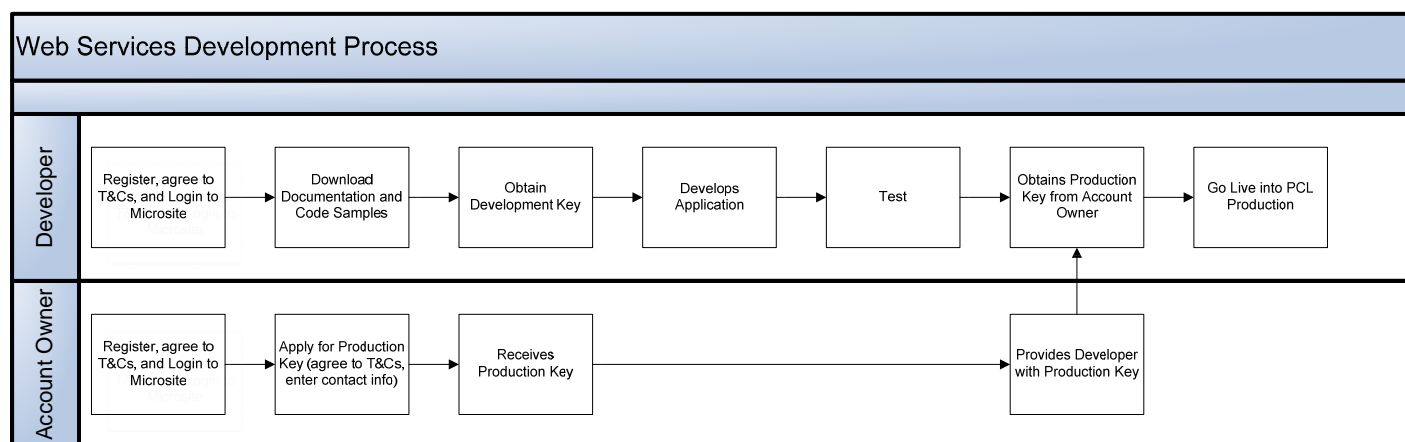 Web Services Development Process
Developer
Register, agree to
T&Cs, and Login to
Microsite
Download
Documentation and
Code Samples
Obtain
Development Key
Develops
Application
Test
Obtains Production
Key from Account
Owner
Go Live into PCL
Production
Account Owner
Register, agree to
T&Cs, and Login to
Microsite
Apply for Production
Key (agree to T&Cs,
enter contact info)
Receives
Production Key
Provides Developer
with Production Key